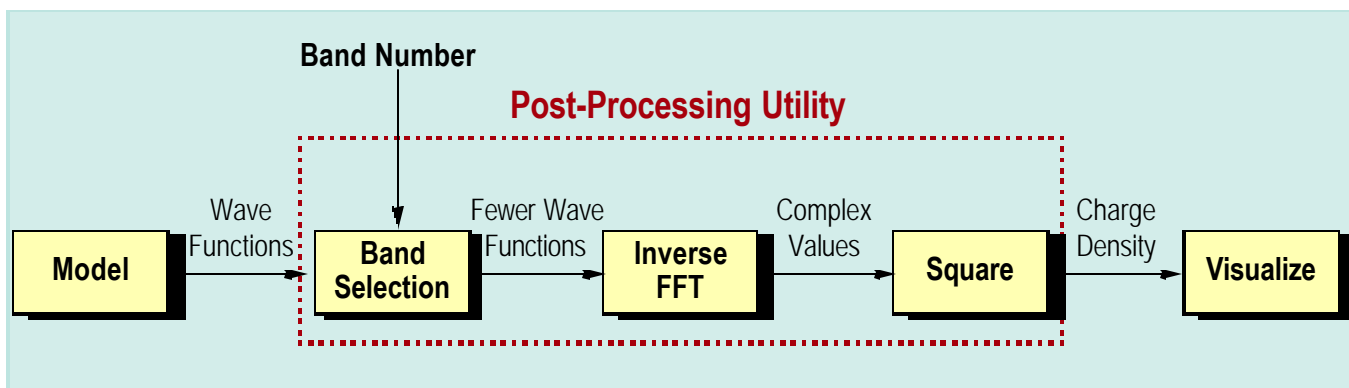 Band Number
Post-Processing Utility
Wave
Functions
Fewer Wave
Functions
Complex
Values
Charge
Density
Model
Band
Selection
Inverse
FFT
Square
Visualize